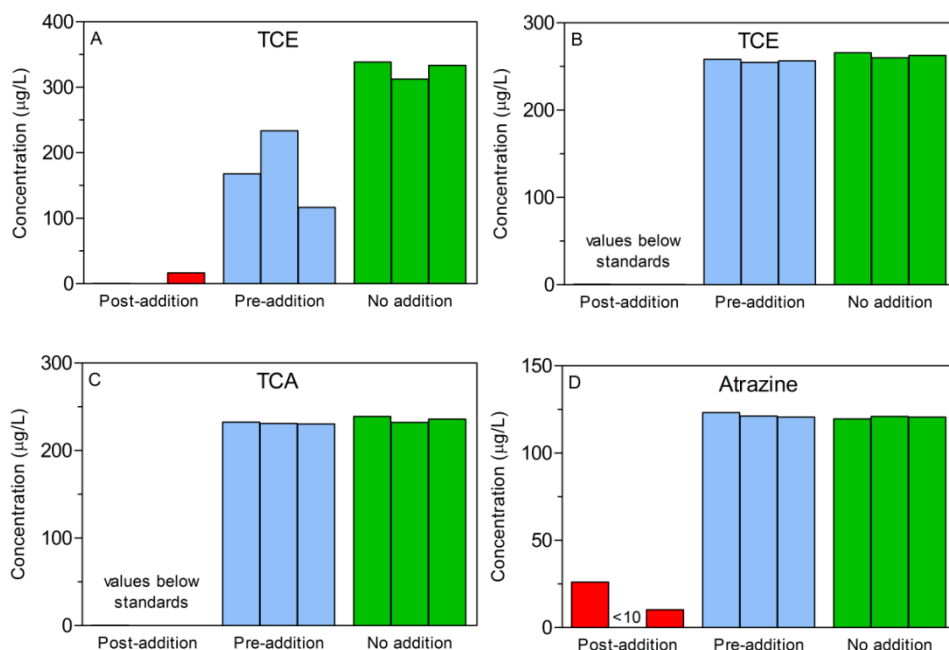 A
TCE
Concentration (μg/L)
400
300
200
100
0
Post-addition
Pre-addition
No addition
B
TCE
Concentration (μg/L)
300
200
100
0
values below
standards
Post-addition
Pre-addition
No addition
C
TCA
Concentration (μg/L)
300
200
100
0
values below
standards
Post-addition
Pre-addition
No addition
D
Atrazine
Concentration (μg/L)
150
100
50
0
<10
Post-addition
Pre-addition
No addition